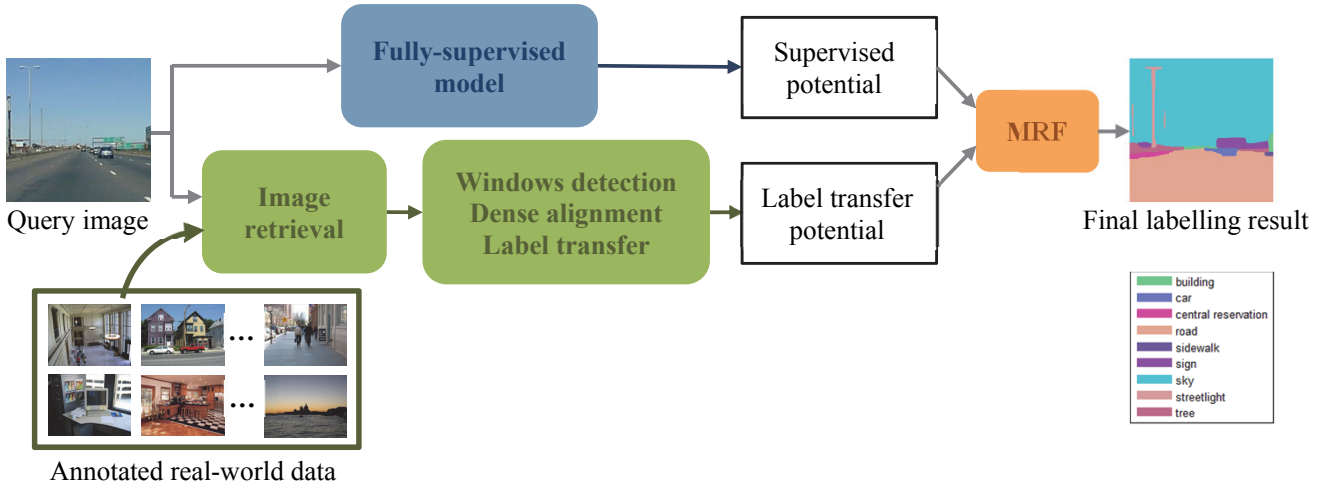 Fully-supervised
model
Supervised
potential
MRF
Query image
Image
retrieval
Windows detection
Dense alignment
Label transfer
Label transfer
potential
Final labelling result
...
...
Annotated real-world data
building
car
central reservation
road
sidewalk
sign
sky
streetlight
tree